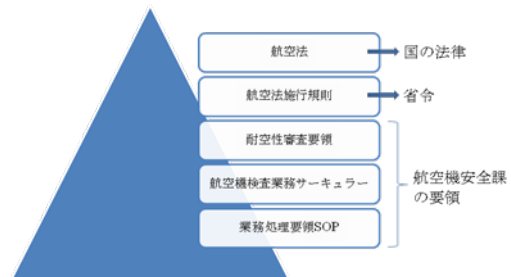 航空法
国の法律
航空法施行規則
省令
耐空性審査要領
航空機検査業務サーキュラー
業務処理要領SOP
航空機安全課
の要領